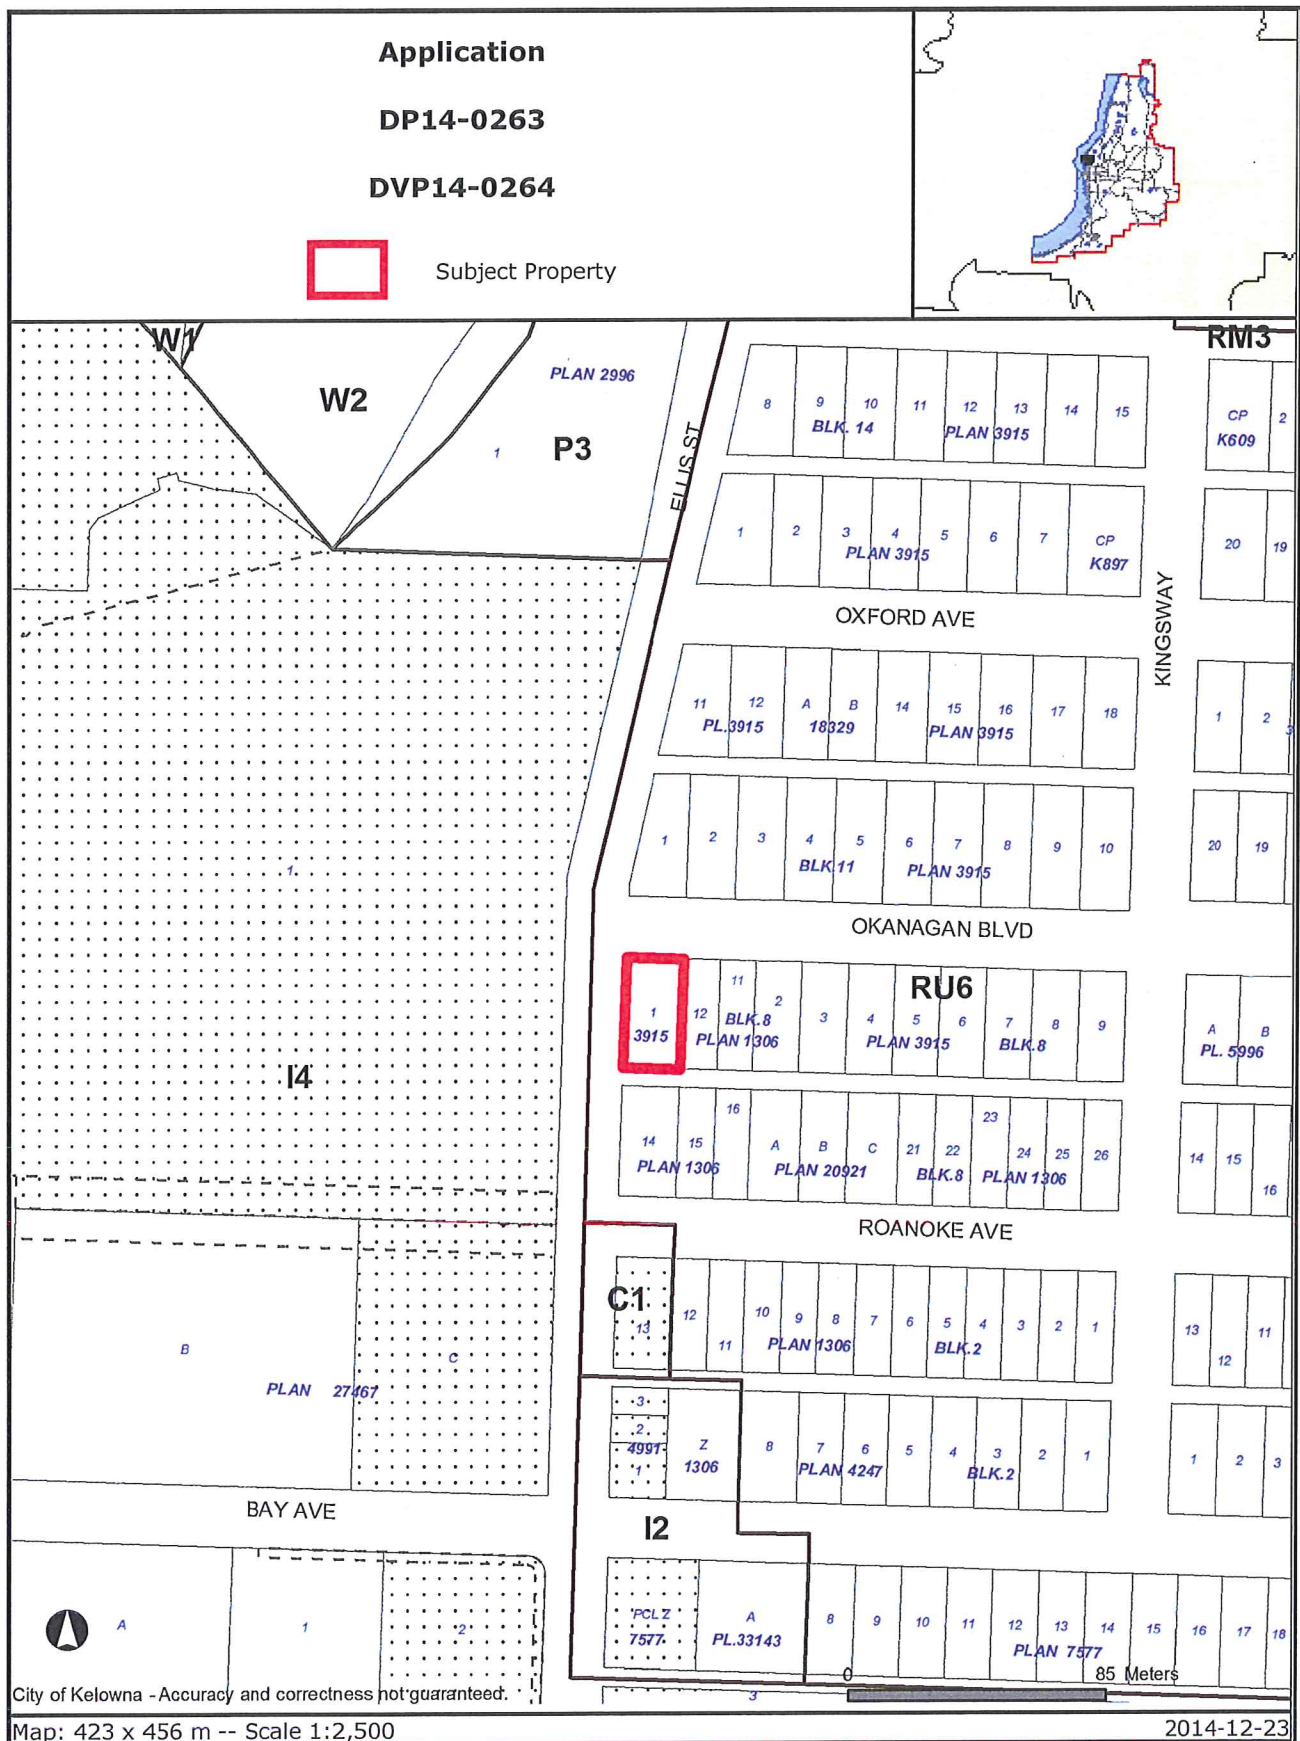 Application
DP14-0263
DVP14-0264
Subject Property
W1
W2
PLAN 2996
1
P3
ELLIS ST
RM3
8 9 10 11 12 13 14 15
BLK. 14 PLAN 3915
CP 2
K609
1 2 3 4 5 6 7 CP
PLAN 3915 K897
20 19
OXFORD AVE
KINGSWAY
11 12 A B 14 15 16 17 18
PL.3915 18329 PLAN 3915
1 2 3
1 2 3 4 5 6 7 8 9 10
BLK.11 PLAN 3915
20 19
1
OKANAGAN BLVD
RU6
1
3915
12 11 2 3 4 5 6 7 8 9
BLK.8
PLAN 1306 PLAN 3915 BLK.8
A B
PL. 5996
I4
14 15 16 A B C 21 22 23 24 25 26
PLAN 1306 PLAN 20921 BLK.8 PLAN 1306
14 15 16
ROANOKE AVE
C1
13
12 11 10 9 8 7 6 5 4 3 2 1
PLAN 1306 BLK.2
13 12 11
B
C
PLAN 27467
3
2
4991
1
Z
1306
8 7 6 5 4 3 2 1
PLAN 4247 BLK.2
1 2 3
BAY AVE
I2
A 1 2
PCL Z
7577
A
PL.33143
8 9 10 11 12 13 14 15 16 17 18
PLAN 7577
3
0 85 Meters
City of Kelowna - Accuracy and correctness not guaranteed.
Map: 423 x 456 m -- Scale 1:2,500
2014-12-23